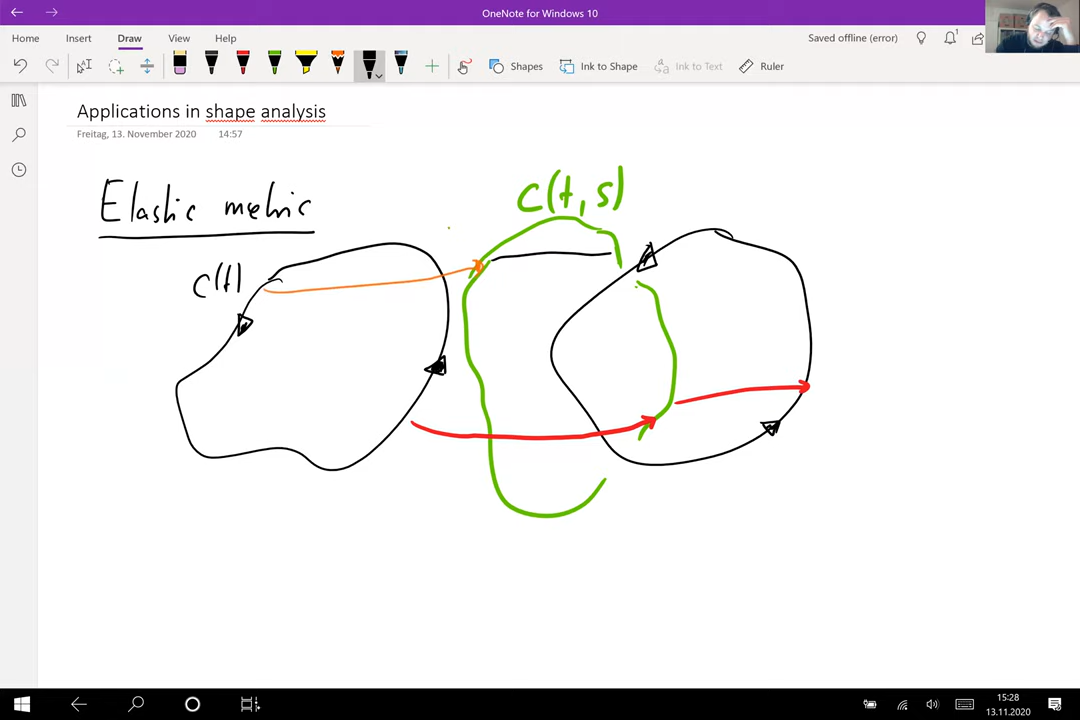 OneNote for Windows 10
Home Insert Draw View Help
Saved offline (error)
Shapes Ink to Shape Ink to Text Ruler
Applications in shape analysis
Freitag, 13. November 2020 14:57
Elastic metric
c(t,s)
c(t)
15:28
13.11.2020